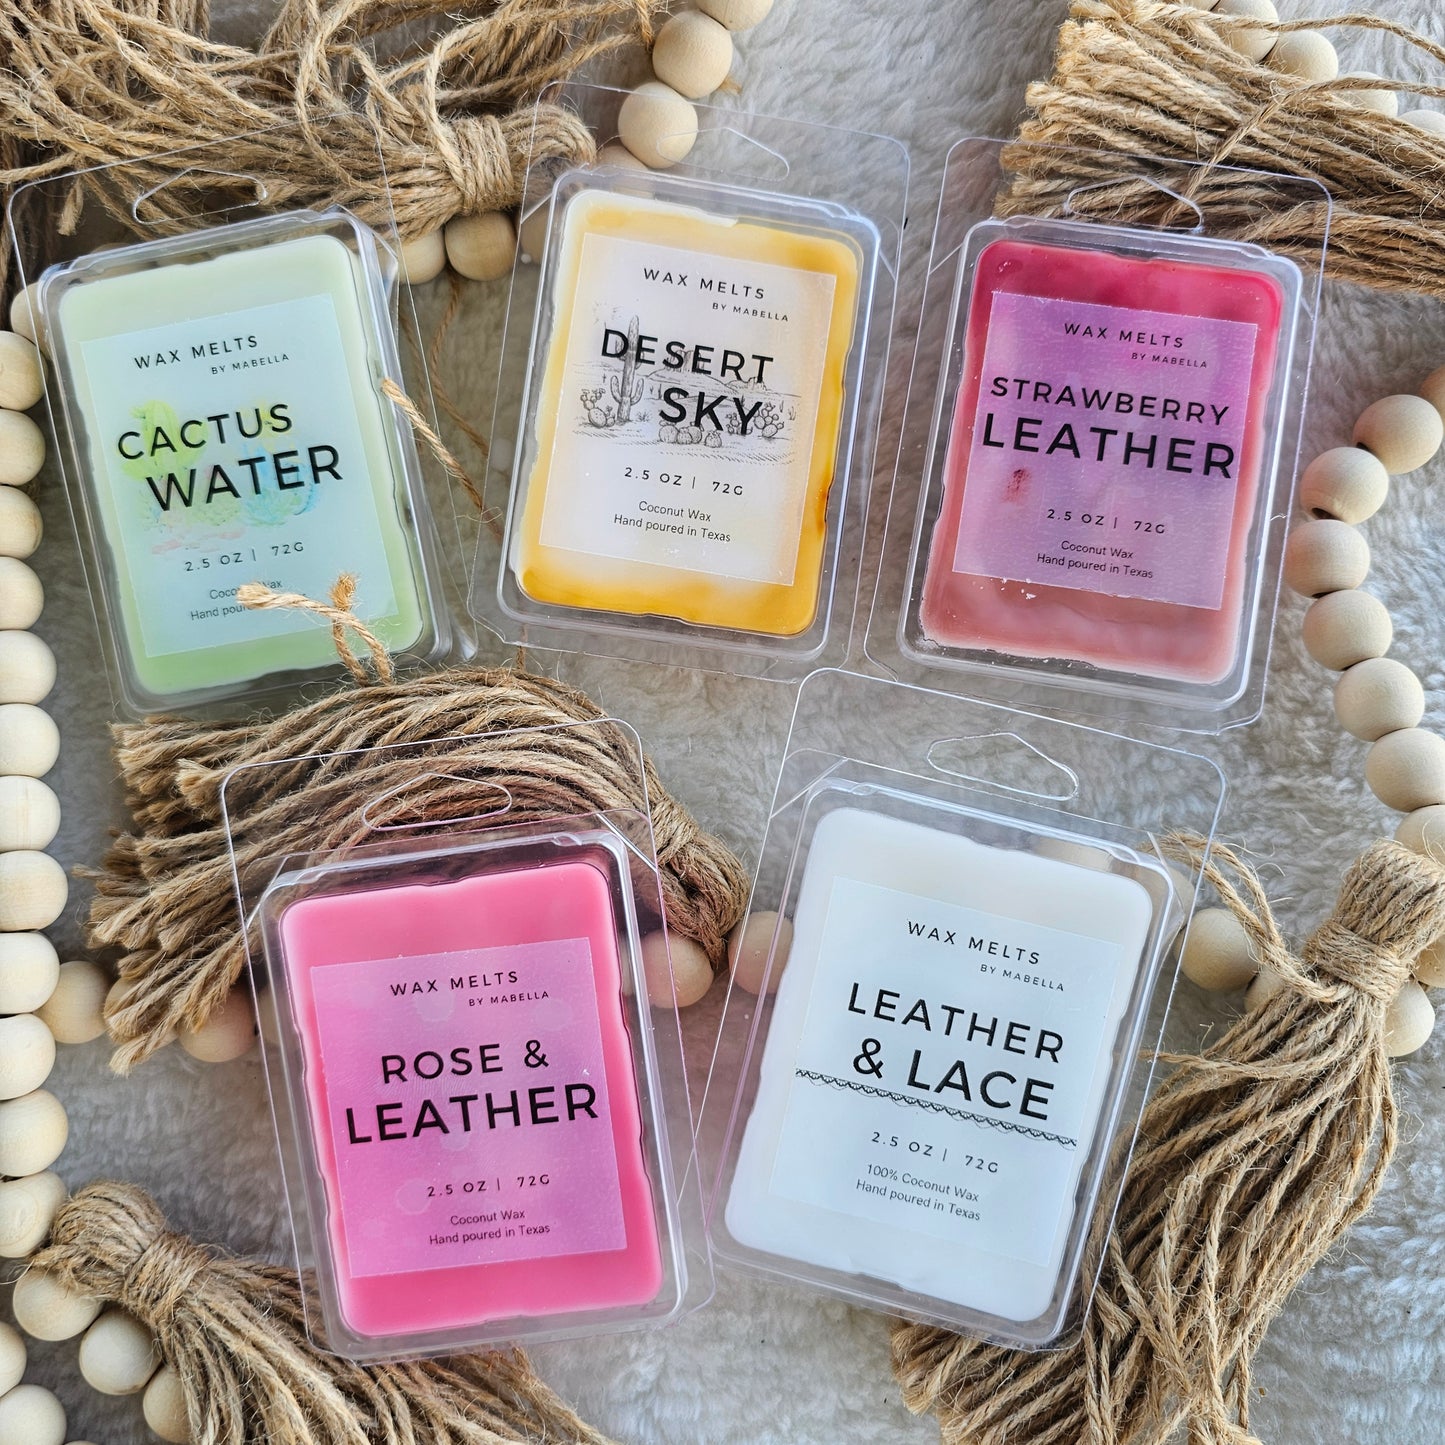 WAX MELTS
BY MABELLA
CACTUS
WATER
2.5 OZ | 72G
Hand
WAX MELTS
BY MABELLA
DESERT
SKY
2.5 OZ | 72G
Coconut Wax
Hand poured in Texas
WAX MELTS
BY MABELLA
STRAWBERRY
LEATHER
2.5 OZ | 72G
Coconut Wax
Hand poured in Texas
WAX MELTS
BY MABELLA
ROSE &
LEATHER
2.5 OZ | 72G
Coconut Wax
Hand poured in Texas
WAX MELTS
BY MABELLA
LEATHER
& LACE
2.5 OZ | 72G
100% Coconut Wax
Hand poured in Texas